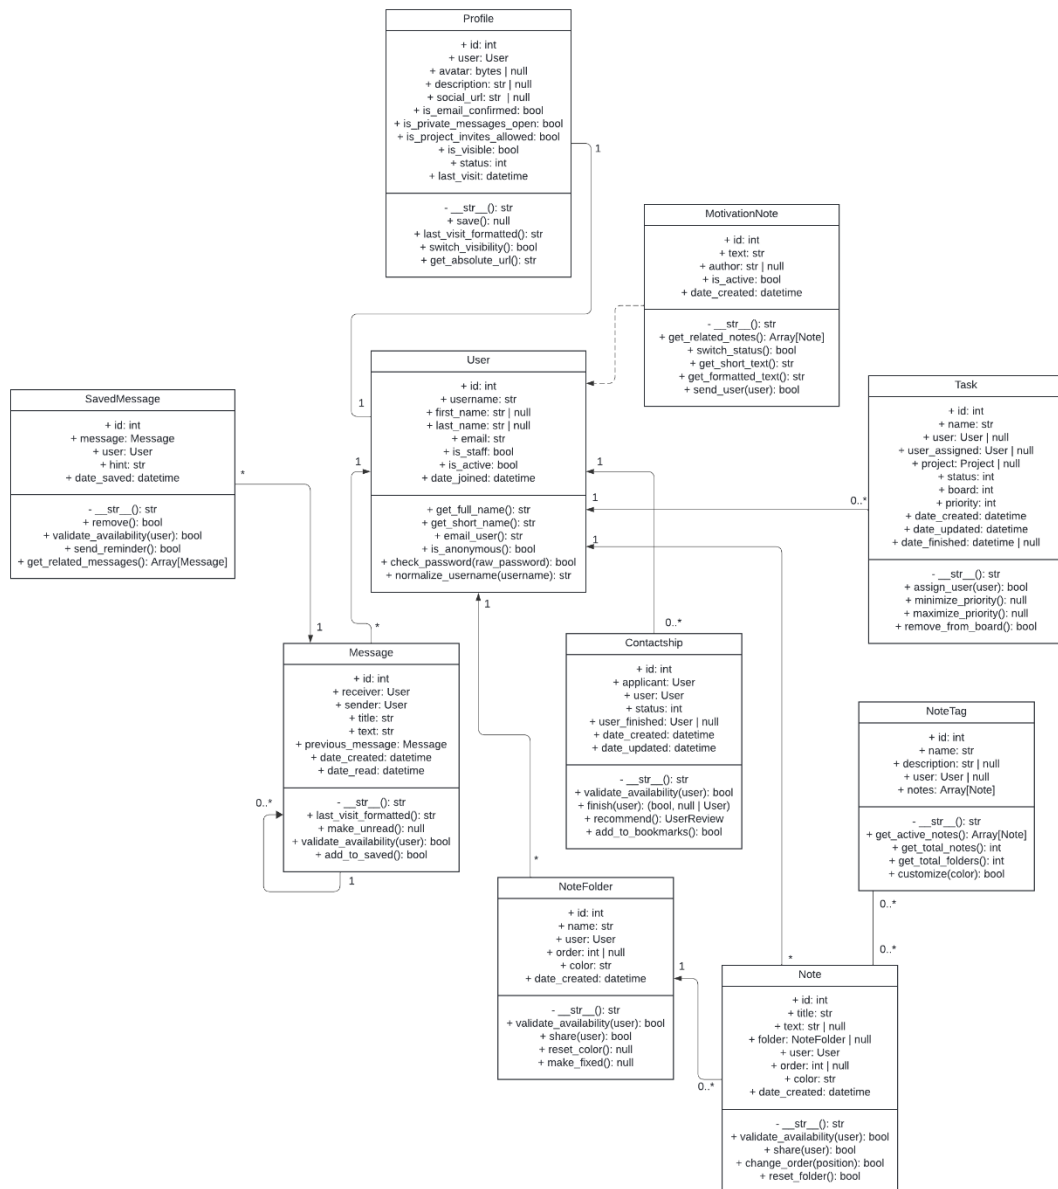 Profile
+ id: int
+ user: User
+ avatar: bytes | null
+ description: str | null
+ social_url: str | null
+ is_email_confirmed: bool
+ is_private_messages_open: bool
+ is_project_invites_allowed: bool
+ is_visible: bool
+ status: int
+ last_visit: datetime
- __str__(): str
+ save(): null
+ last_visit_formatted(): str
+ switch_visibility(): bool
+ get_absolute_url(): str
1
MotivationNote
+ id: int
+ text: str
+ author: str | null
+ is_active: bool
+ date_created: datetime
- __str__(): str
+ get_related_notes(): Array[Note]
+ switch_status(): bool
+ get_short_text(): str
+ get_formatted_text(): str
+ send_user(user): bool
User
+ id: int
+ username: str
+ first_name: str | null
+ last_name: str | null
+ email: str
+ is_staff: bool
+ is_active: bool
+ date_joined: datetime
+ get_full_name(): str
+ get_short_name(): str
+ email_user(): str
+ is_anonymous(): bool
+ check_password(raw_password): bool
+ normalize_username(username): str
1
1
1
1
1
1
SavedMessage
+ id: int
+ message: Message
+ user: User
+ hint: str
+ date_saved: datetime
- __str__(): str
+ remove(): bool
+ validate_availability(user): bool
+ send_reminder(): bool
+ get_related_messages(): Array[Message]
*
1
Task
+ id: int
+ name: str
+ user: User | null
+ user_assigned: User | null
+ project: Project | null
+ status: int
+ board: int
+ priority: int
+ date_created: datetime
+ date_updated: datetime
+ date_finished: datetime | null
- __str__(): str
+ assign_user(user): bool
+ minimize_priority(): null
+ maximize_priority(): null
+ remove_from_board(): bool
0..*
Message
+ id: int
+ receiver: User
+ sender: User
+ title: str
+ text: str
+ previous_message: Message
+ date_created: datetime
+ date_read: datetime
- __str__(): str
+ last_visit_formatted(): str
+ make_unread(): null
+ validate_availability(user): bool
+ add_to_saved(): bool
*
0..*
1
Contactship
+ id: int
+ applicant: User
+ user: User
+ status: int
+ user_finished: User | null
+ date_created: datetime
+ date_updated: datetime
- __str__(): str
+ validate_availability(user): bool
+ finish(user): (bool, null | User)
+ recommend(): UserReview
+ add_to_bookmarks(): bool
0..*
NoteTag
+ id: int
+ name: str
+ description: str | null
+ user: User | null
+ notes: Array[Note]
- __str__(): str
+ get_active_notes(): Array[Note]
+ get_total_notes(): int
+ get_total_folders(): int
+ customize(color): bool
0..*
0..*
NoteFolder
+ id: int
+ name: str
+ user: User
+ order: int | null
+ color: str
+ date_created: datetime
- __str__(): str
+ validate_availability(user): bool
+ share(user): bool
+ reset_color(): null
+ make_fixed(): null
*
1
Note
+ id: int
+ title: str
+ text: str | null
+ folder: NoteFolder | null
+ user: User
+ order: int | null
+ color: str
+ date_created: datetime
- __str__(): str
+ validate_availability(user): bool
+ share(user): bool
+ change_order(position): bool
+ reset_folder(): bool
*
0..*